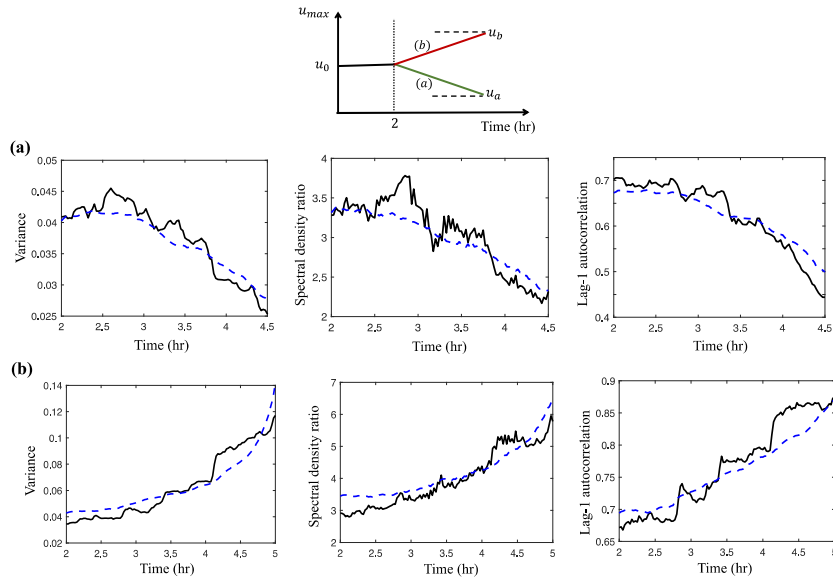 u_max
u_b
(b)
u_0
(a)
u_a
2
Time (hr)
(a)
0.05
0.045
0.04
0.035
0.03
0.025
Variance
2 2.5 3 3.5 4 4.5
Time (hr)
4
3.5
3
2.5
2
Spectral density ratio
2 2.5 3 3.5 4 4.5
Time (hr)
0.7
0.6
0.5
0.4
Lag-1 autocorrelation
2 2.5 3 3.5 4 4.5
Time (hr)
(b)
0.14
0.12
0.1
0.08
0.06
0.04
0.02
Variance
2 2.5 3 3.5 4 4.5 5
Time (hr)
7
6
5
4
3
2
Spectral density ratio
2 2.5 3 3.5 4 4.5 5
Time (hr)
0.9
0.85
0.8
0.75
0.7
0.65
Lag-1 autocorrelation
2 2.5 3 3.5 4 4.5 5
Time (hr)